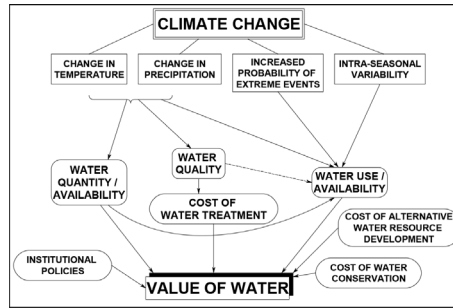 CLIMATE CHANGE
CHANGE IN
TEMPERATURE
CHANGE IN
PRECIPITATION
INCREASED
PROBABILITY OF
EXTREME EVENTS
INTRA-SEASONAL
VARIABILITY
WATER
QUANTITY /
AVAILABILITY
WATER
QUALITY
WATER USE /
AVAILABILITY
COST OF
WATER TREATMENT
COST OF ALTERNATIVE
WATER RESOURCE
DEVELOPMENT
INSTITUTIONAL
POLICIES
VALUE OF WATER
COST OF WATER
CONSERVATION